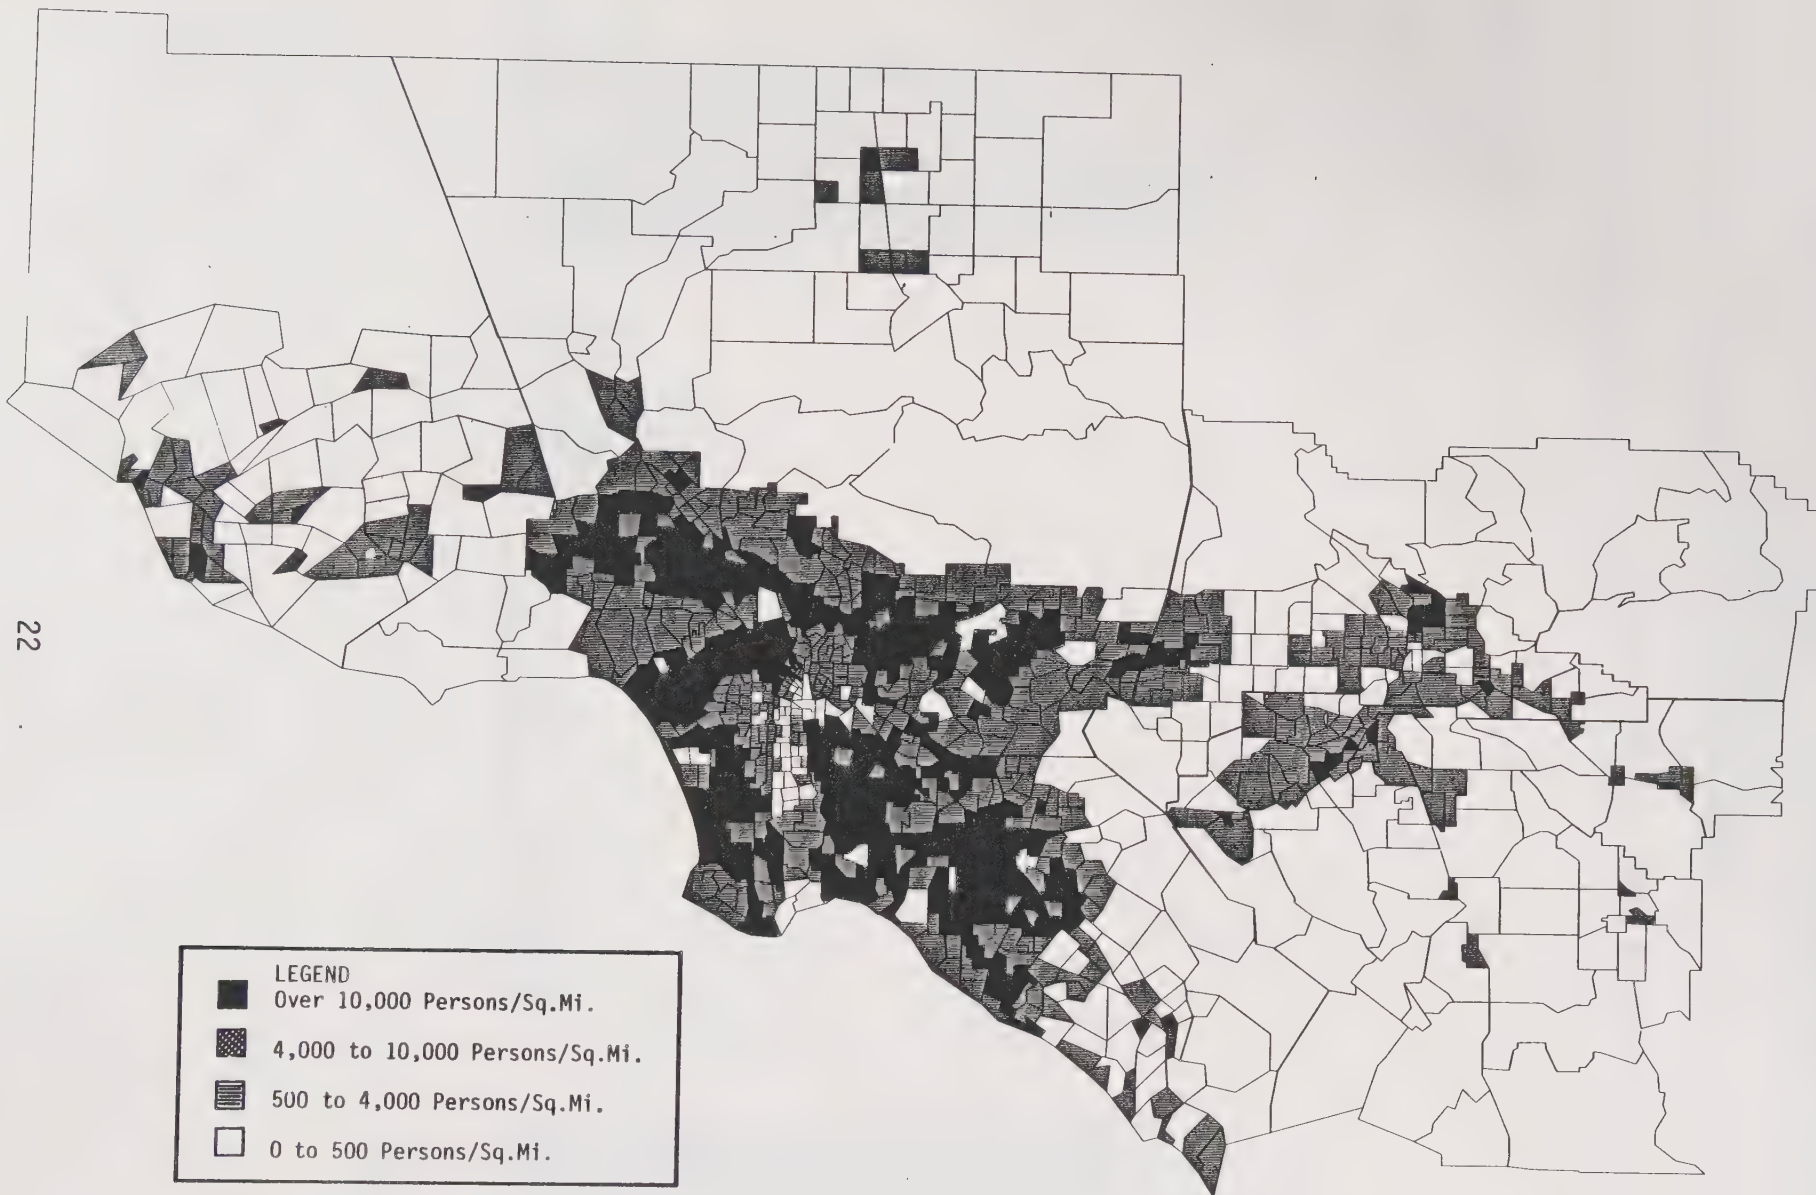 22
LEGEND
Over 10,000 Persons/Sq.Mi.
4,000 to 10,000 Persons/Sq.Mi.
500 to 4,000 Persons/Sq.Mi.
0 to 500 Persons/Sq.Mi.